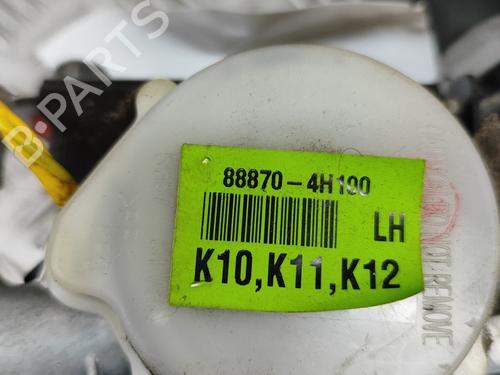 B-PARTS
88870-4H100
LH
K10,K11,K12
NOT REMOVE